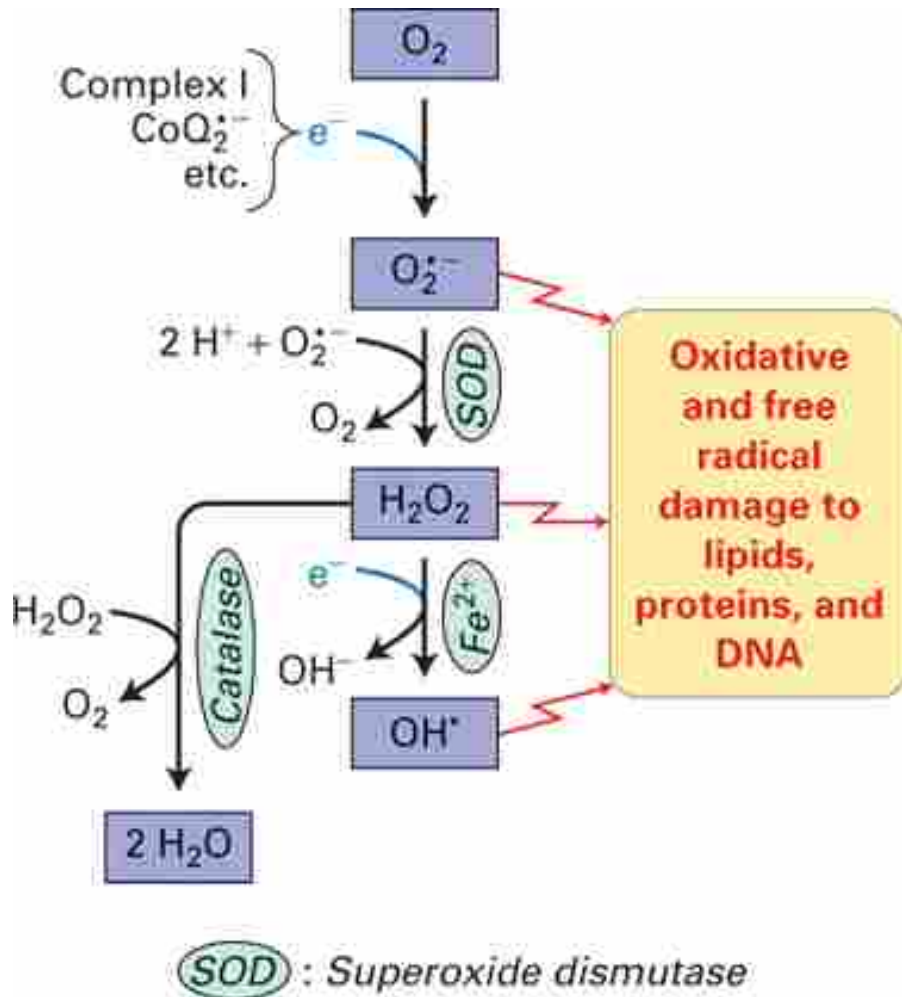 O₂
Complex I
CoQ₂•⁻
etc.
e⁻
O₂•⁻
2 H⁺ + O₂•⁻
O₂
SOD
H₂O₂
Oxidative
and free
radical
damage to
lipids,
proteins, and
DNA
H₂O₂
O₂
Catalase
e⁻
OH⁻
Fe²⁺
OH•
2 H₂O
SOD : Superoxide dismutase